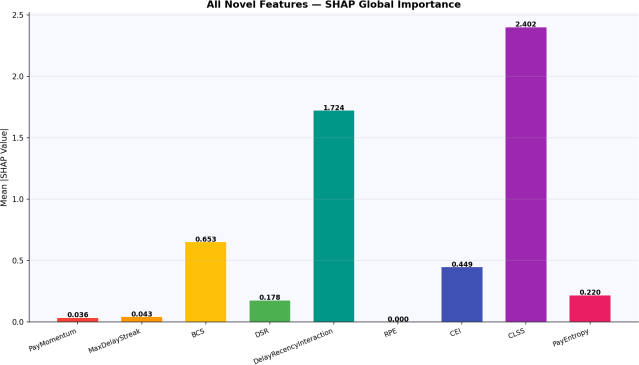 All Novel Features — SHAP Global Importance
Mean |SHAP Value|
2.5
2.0
1.5
1.0
0.5
0.0
0.036
0.043
0.653
0.178
1.724
0.000
0.449
2.402
0.220
PayMomentum
MaxDelayStreak
BCS
DSR
DelayRecencyInteraction
RPE
CEI
CLSS
PayEntropy